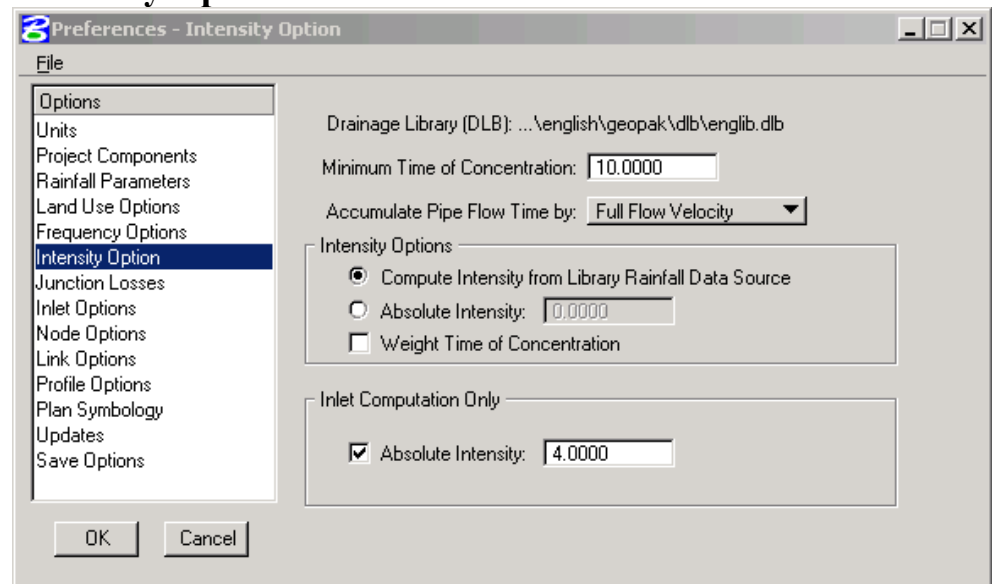 Preferences - Intensity Option
File
Options
Units
Project Components
Rainfall Parameters
Land Use Options
Frequency Options
Intensity Option
Junction Losses
Inlet Options
Node Options
Link Options
Profile Options
Plan Symbology
Updates
Save Options
Drainage Library (DLB): ...\english\geopak\dlb\englib.dlb
Minimum Time of Concentration: 10.0000
Accumulate Pipe Flow Time by: Full Flow Velocity
Intensity Options
Compute Intensity from Library Rainfall Data Source
Absolute Intensity: 0.0000
Weight Time of Concentration
Inlet Computation Only
Absolute Intensity: 4.0000
OK Cancel